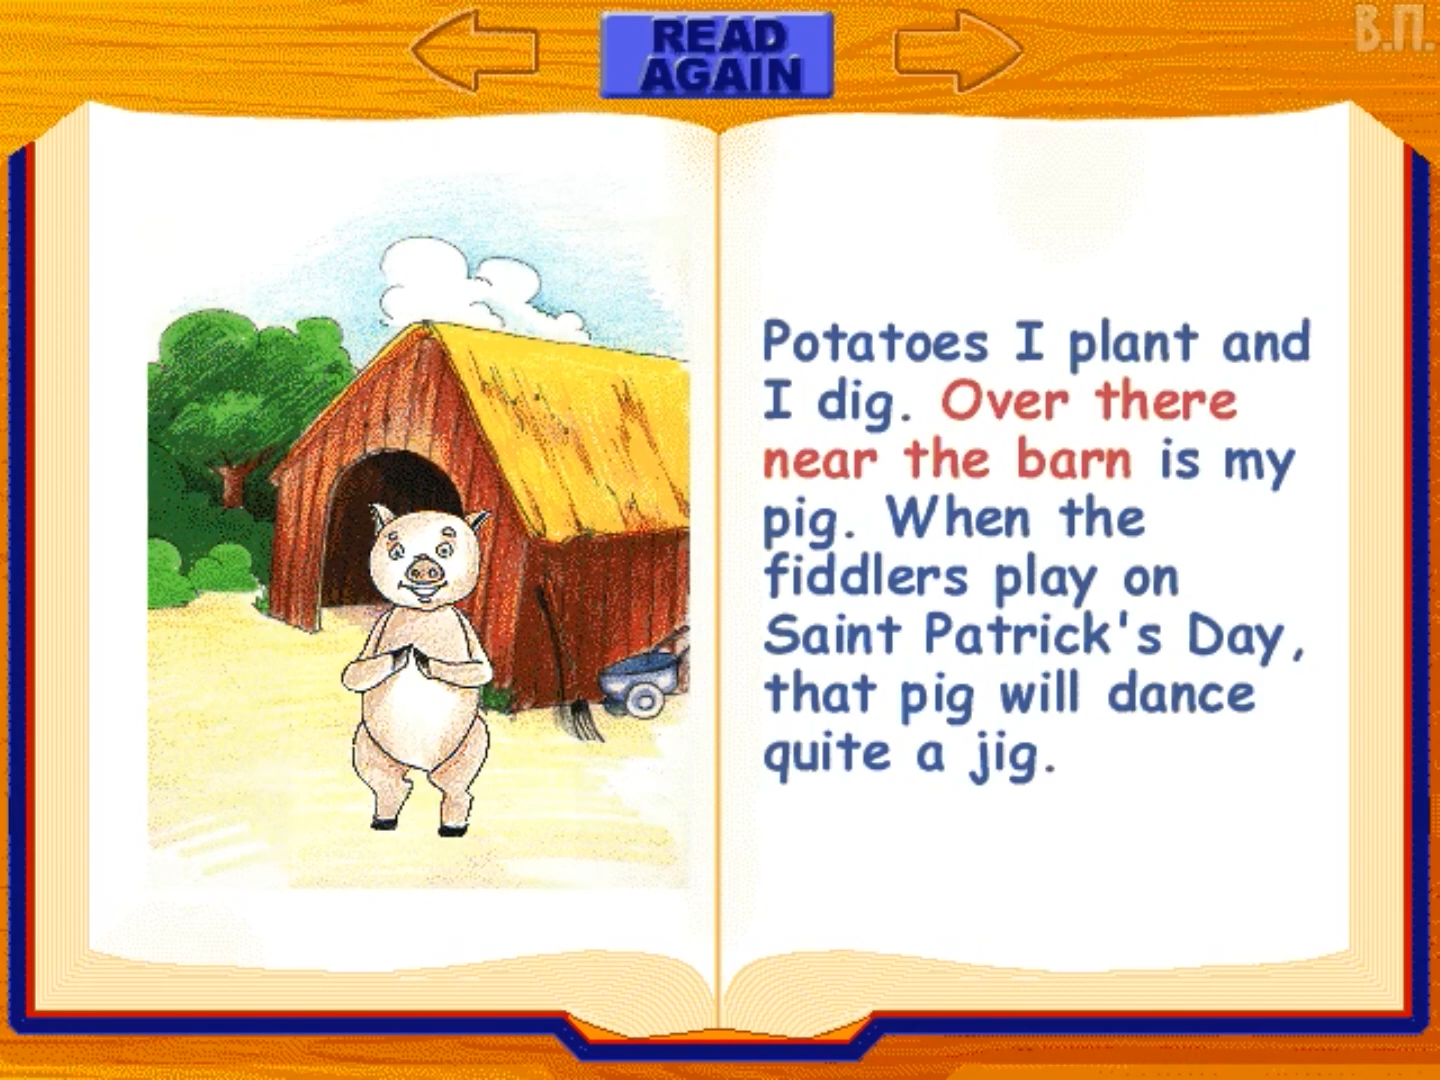 READ
AGAIN
В.П.
Potatoes I plant and
I dig. Over there
near the barn is my
pig. When the
fiddlers play on
Saint Patrick's Day,
that pig will dance
quite a jig.